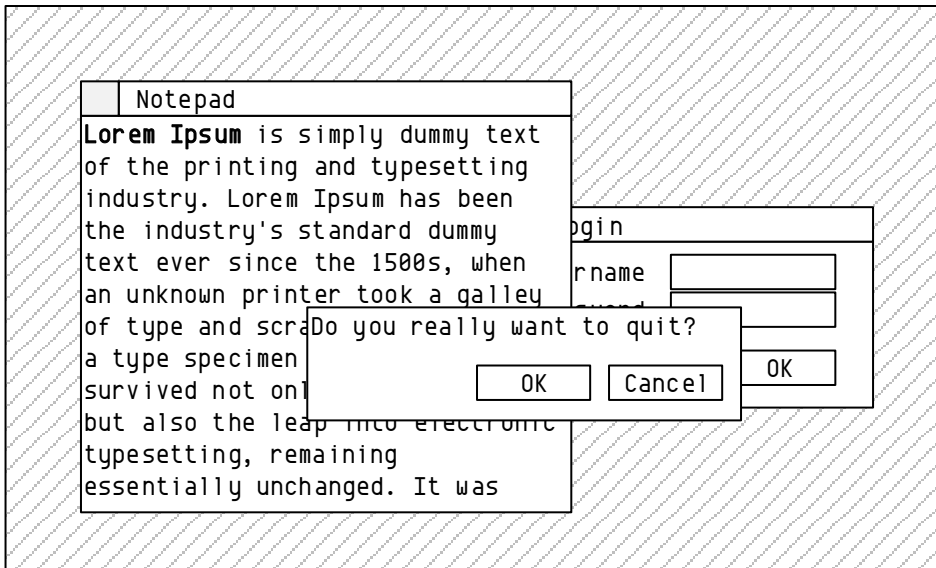 Notepad
Lorem Ipsum is simply dummy text
of the printing and typesetting
industry. Lorem Ipsum has been
the industry's standard dummy
text ever since the 1500s, when
an unknown printer took a galley
of type and scra
a type specimen
survived not onl
but also the leap into electronic
typesetting, remaining
essentially unchanged. It was
ogin
rname
Do you really want to quit?
OK
Cancel
OK